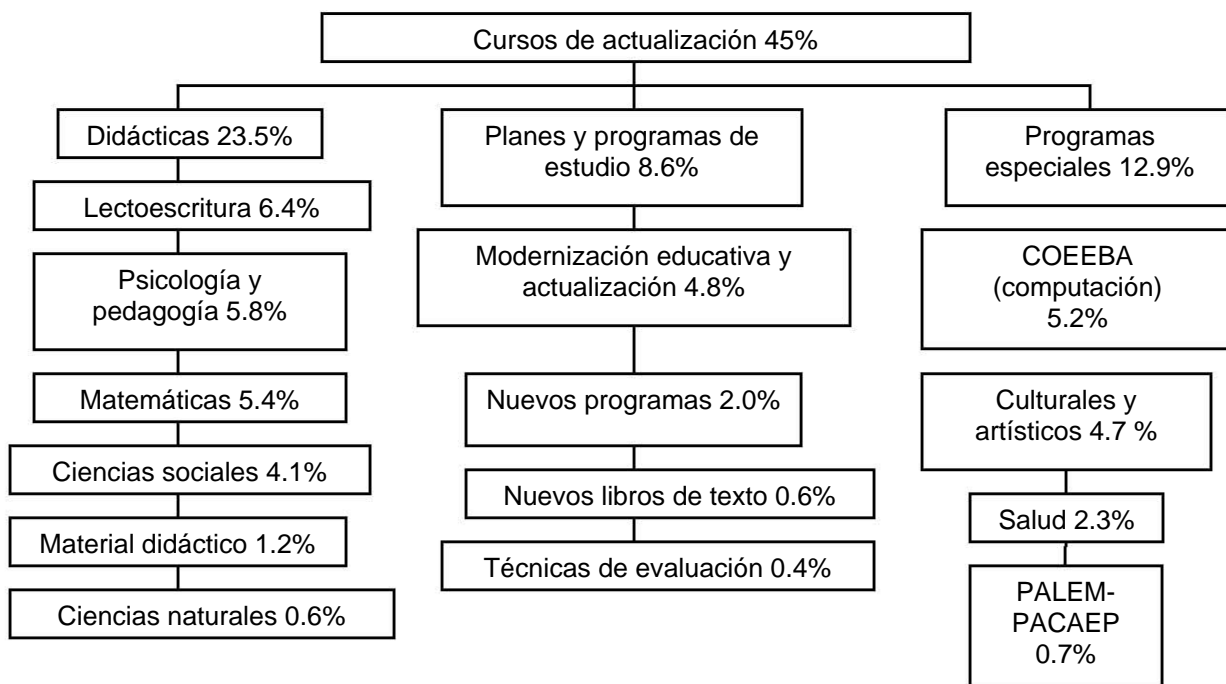 Cursos de actualización 45%
Didácticas 23.5%
Lectoescritura 6.4%
Psicología y
pedagogía 5.8%
Matemáticas 5.4%
Ciencias sociales 4.1%
Material didáctico 1.2%
Ciencias naturales 0.6%
Planes y programas de
estudio 8.6%
Modernización educativa y
actualización 4.8%
Nuevos programas 2.0%
Nuevos libros de texto 0.6%
Técnicas de evaluación 0.4%
Programas
especiales 12.9%
COEEBA
(computación)
5.2%
Culturales y
artísticos 4.7 %
Salud 2.3%
PALEM-
PACAEP
0.7%